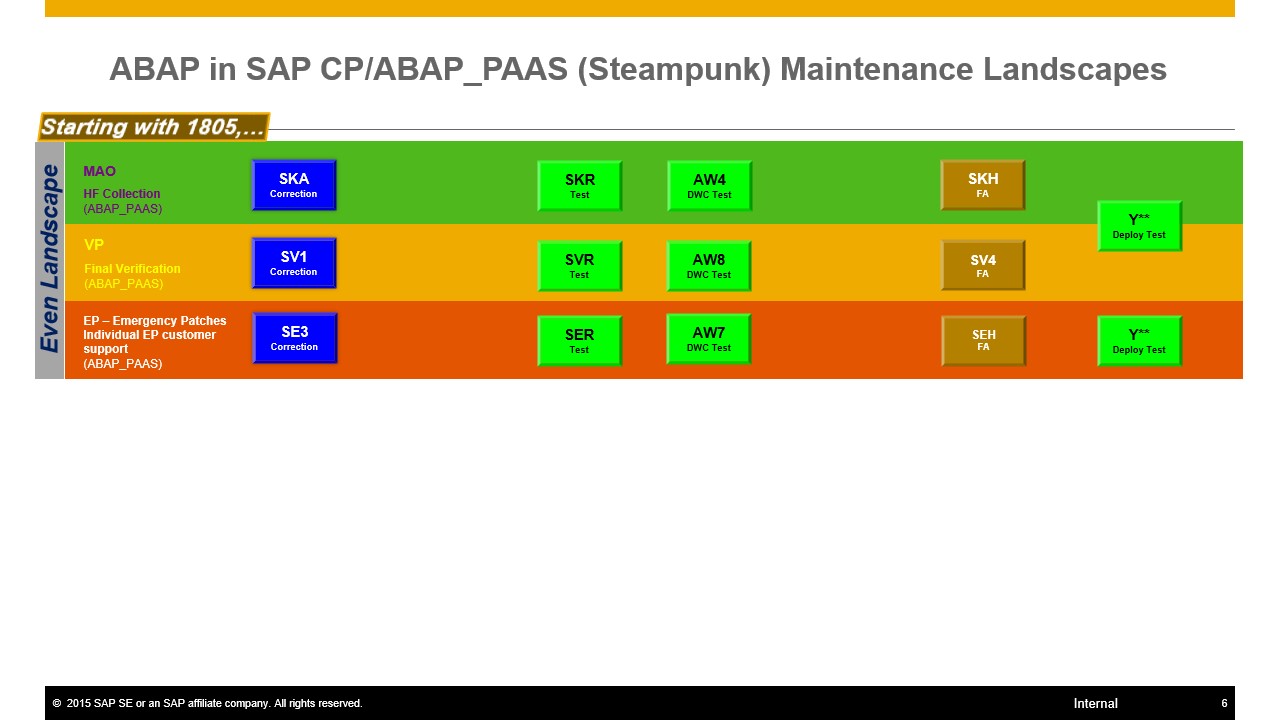 ABAP in SAP CP/ABAP_PAAS (Steampunk) Maintenance Landscapes
Starting with 1805,…
Even Landscape
MAO
HF Collection
(ABAP_PAAS)
SKA
Correction
SKR
Test
AW4
DWC Test
SKH
FA
Y**
Deploy Test
VP
Final Verification
(ABAP_PAAS)
SV1
Correction
SVR
Test
AW8
DWC Test
SV4
FA
EP – Emergency Patches
Individual EP customer
support
(ABAP_PAAS)
SE3
Correction
SER
Test
AW7
DWC Test
SEH
FA
Y**
Deploy Test
© 2015 SAP SE or an SAP affiliate company. All rights reserved.
Internal
6